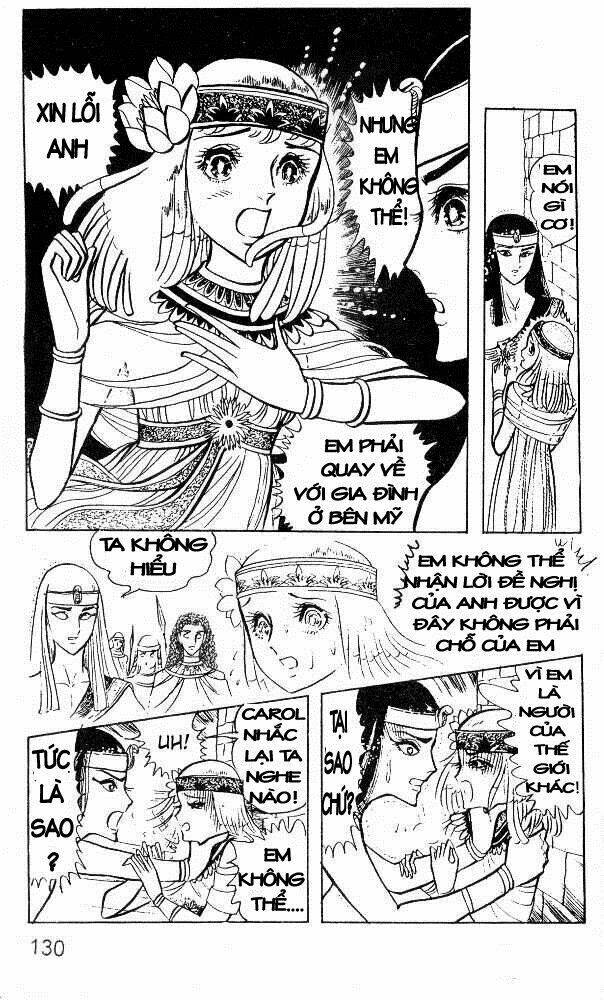 XIN LỖI
ANH
NHƯNG
EM
KHÔNG
THỂ!
EM
NÓI
GÌ
CƠ!
EM PHẢI
QUAY VỀ
VỚI GIA ĐÌNH
Ở BÊN MỸ
TA KHÔNG
HIỂU
EM KHÔNG THỂ
NHẬN LỜI ĐỀ NGHỊ
CỦA ANH ĐƯỢC VÌ
ĐÂY KHÔNG PHẢI
CHỖ CỦA EM
TỨC
LÀ
SAO
?
UH!
CAROL
NHẮC
LẠI TA
NGHE
NÀO!
EM
KHÔNG
THỂ....
TẠI
SAO
CHỨ?
VÌ EM
LÀ
NGƯỜI
CỦA
THẾ
GIỚI
KHÁC!
130